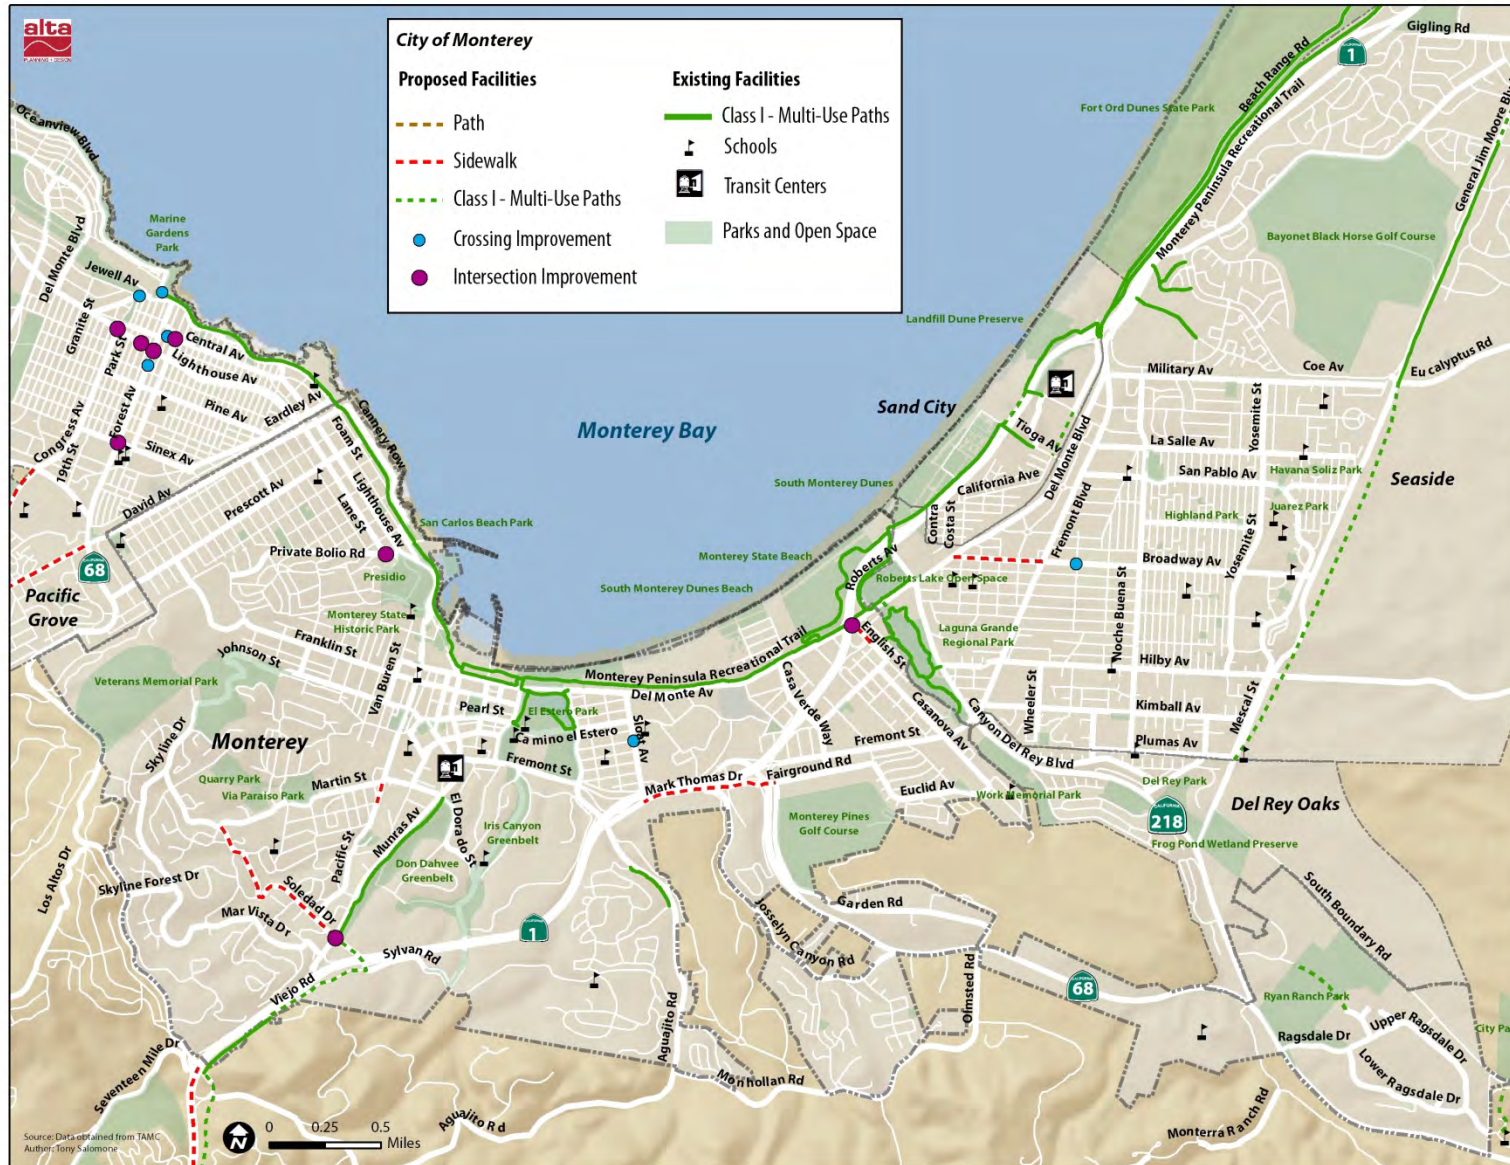 alta
PLANNING + DESIGN
City of Monterey
Proposed Facilities
Path
Sidewalk
Class I - Multi-Use Paths
Crossing Improvement
Intersection Improvement
Existing Facilities
Class I - Multi-Use Paths
Schools
Transit Centers
Parks and Open Space
Gigling Rd
CALIFORNIA
1
Beach Range Rd
Fort Ord Dunes State Park
Monterey Peninsula Recreational Trail
General Jim Moore Blvd
Oceanview Blvd
Marine
Gardens
Park
Del Monte Blvd
Jewell Av
Bayonet Black Horse Golf Course
Granite St
Park St
Central Av
Lighthouse Av
Landfill Dune Preserve
Eucalyptus Rd
Military Av
Coe Av
Forest Av
Pine Av
Eardley Av
Cannery Row
Sand City
Monterey Bay
Congress Av
19th St
Sinex Av
Foam St
Tioga Av
Del Monte Blvd
Yosemite St
La Salle Av
San Pablo Av
Havana Soliz Park
Seaside
David Av
Prescott Av
Lane St
Lighthouse Av
California Ave
South Monterey Dunes
Contra
Costa St
Fremont Blvd
Highland Park
Juarez Park
San Carlos Beach Park
Private Bolio Rd
Presidio
Monterey State Beach
Roberts Av
Broadway Av
Yosemite St
CALIFORNIA
68
Pacific
Grove
South Monterey Dunes Beach
Roberts Lake Open Space
Noche Buena St
Monterey State
Historic Park
Laguna Grande
Regional Park
English St
Franklin St
Johnson St
Van Buren St
Monterey Peninsula Recreational Trail
Del Monte Av
Casa Verde Way
Hilby Av
Veterans Memorial Park
Pearl St
El Estero Park
Casanova Av
Wheeler St
Kimball Av
Mescal St
Skyline Dr
Monterey
Camino el Estero
Sloat Av
Canyon Del Rey Blvd
Plumas Av
Fremont St
Fremont St
Quarry Park
Martin St
Via Paraiso Park
Mark Thomas Dr
Fairground Rd
Euclid Av
Work Memorial Park
Del Rey Park
Del Rey Oaks
CALIFORNIA
218
Munras Av
El Dorado St
Iris Canyon
Greenbelt
Monterey Pines
Golf Course
Frog Pond Wetland Preserve
Pacific St
Don Dahvee
Greenbelt
Los Altos Dr
Skyline Forest Dr
Soledad Dr
Mar Vista Dr
South Boundary Rd
Garden Rd
CALIFORNIA
1
Josselyn Canyon Rd
Sylvan Rd
Viejo Rd
Olmsted Rd
CALIFORNIA
68
Ryan Ranch Park
Aguajito Rd
Ragsdale Dr
Upper Ragsdale Dr
City Pa
Seventeen Mile Dr
Monhollan Rd
Lower Ragsdale Dr
Aguajito Rd
Monterra Ranch Rd
N
0 0.25 0.5
Miles
Source: Data obtained from TAMC
Author: Tony Salomone